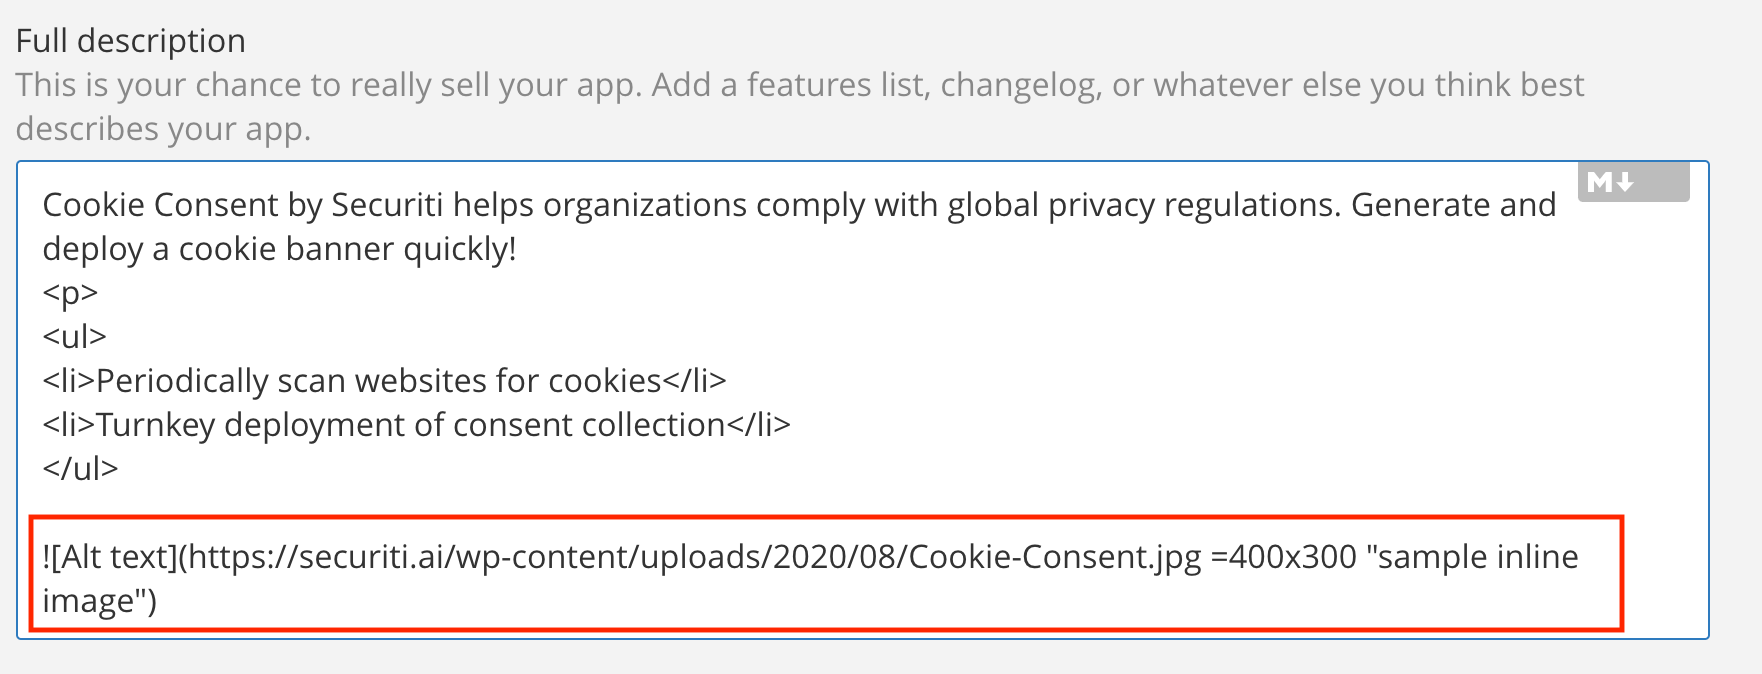 Full description
This is your chance to really sell your app. Add a features list, changelog, or whatever else you think best
describes your app.
M↓
Cookie Consent by Securiti helps organizations comply with global privacy regulations. Generate and
deploy a cookie banner quickly!
<p>
<ul>
<li>Periodically scan websites for cookies</li>
<li>Turnkey deployment of consent collection</li>
</ul>
![Alt text](https://securiti.ai/wp-content/uploads/2020/08/Cookie-Consent.jpg =400x300 "sample inline
image")